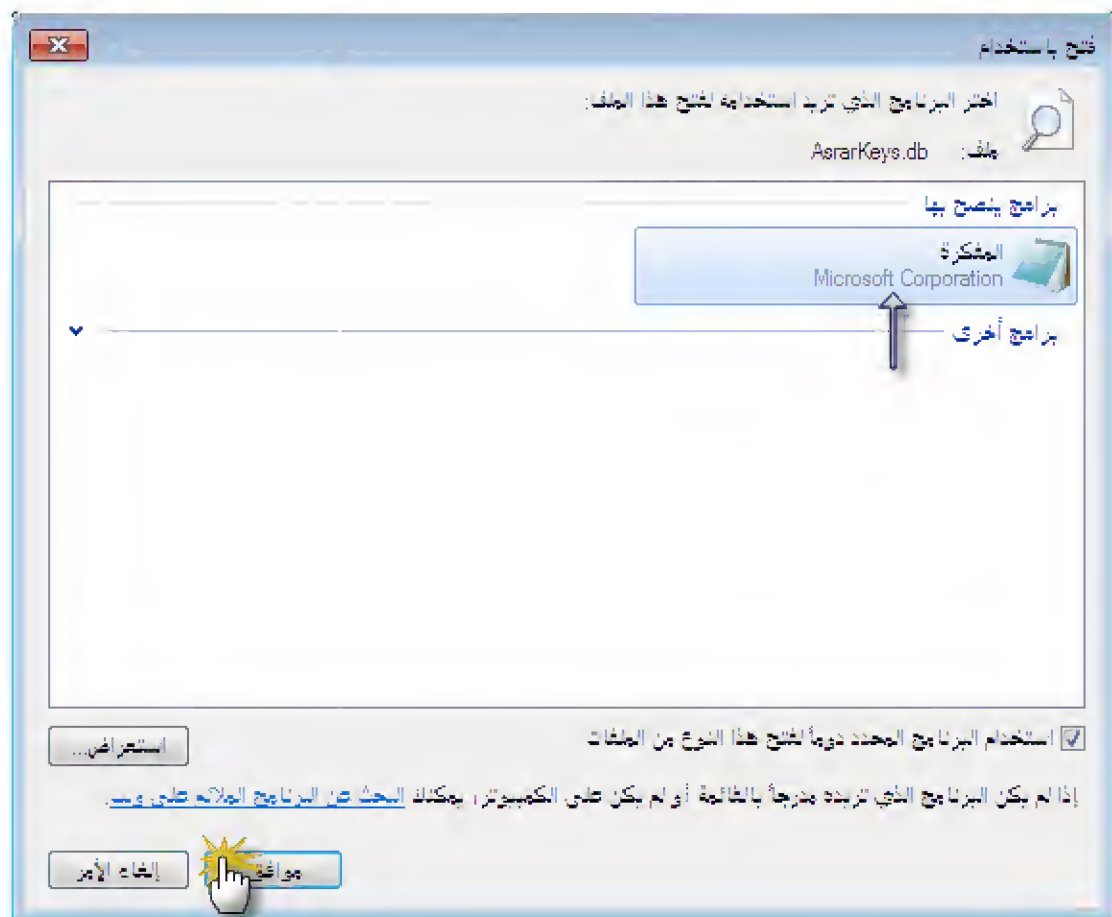 فتح باستخدام
اختر البرنامج الذي تريد استخدامه لفتح هذا الملف:
ملف: AsrarKeys.db
برامج ينصح بها
المفكرة
Microsoft Corporation
برامج أخرى
استخدام البرنامج المحدد دوماً لفتح هذا النوع من الملفات
استعراض...
إذا لم يكن البرنامج الذي تريده مدرجاً بالقائمة أو لم يكن على الكمبيوتر، يمكنك البحث عن البرنامج الملائم على ويب.
موافق
إلغاء الأمر